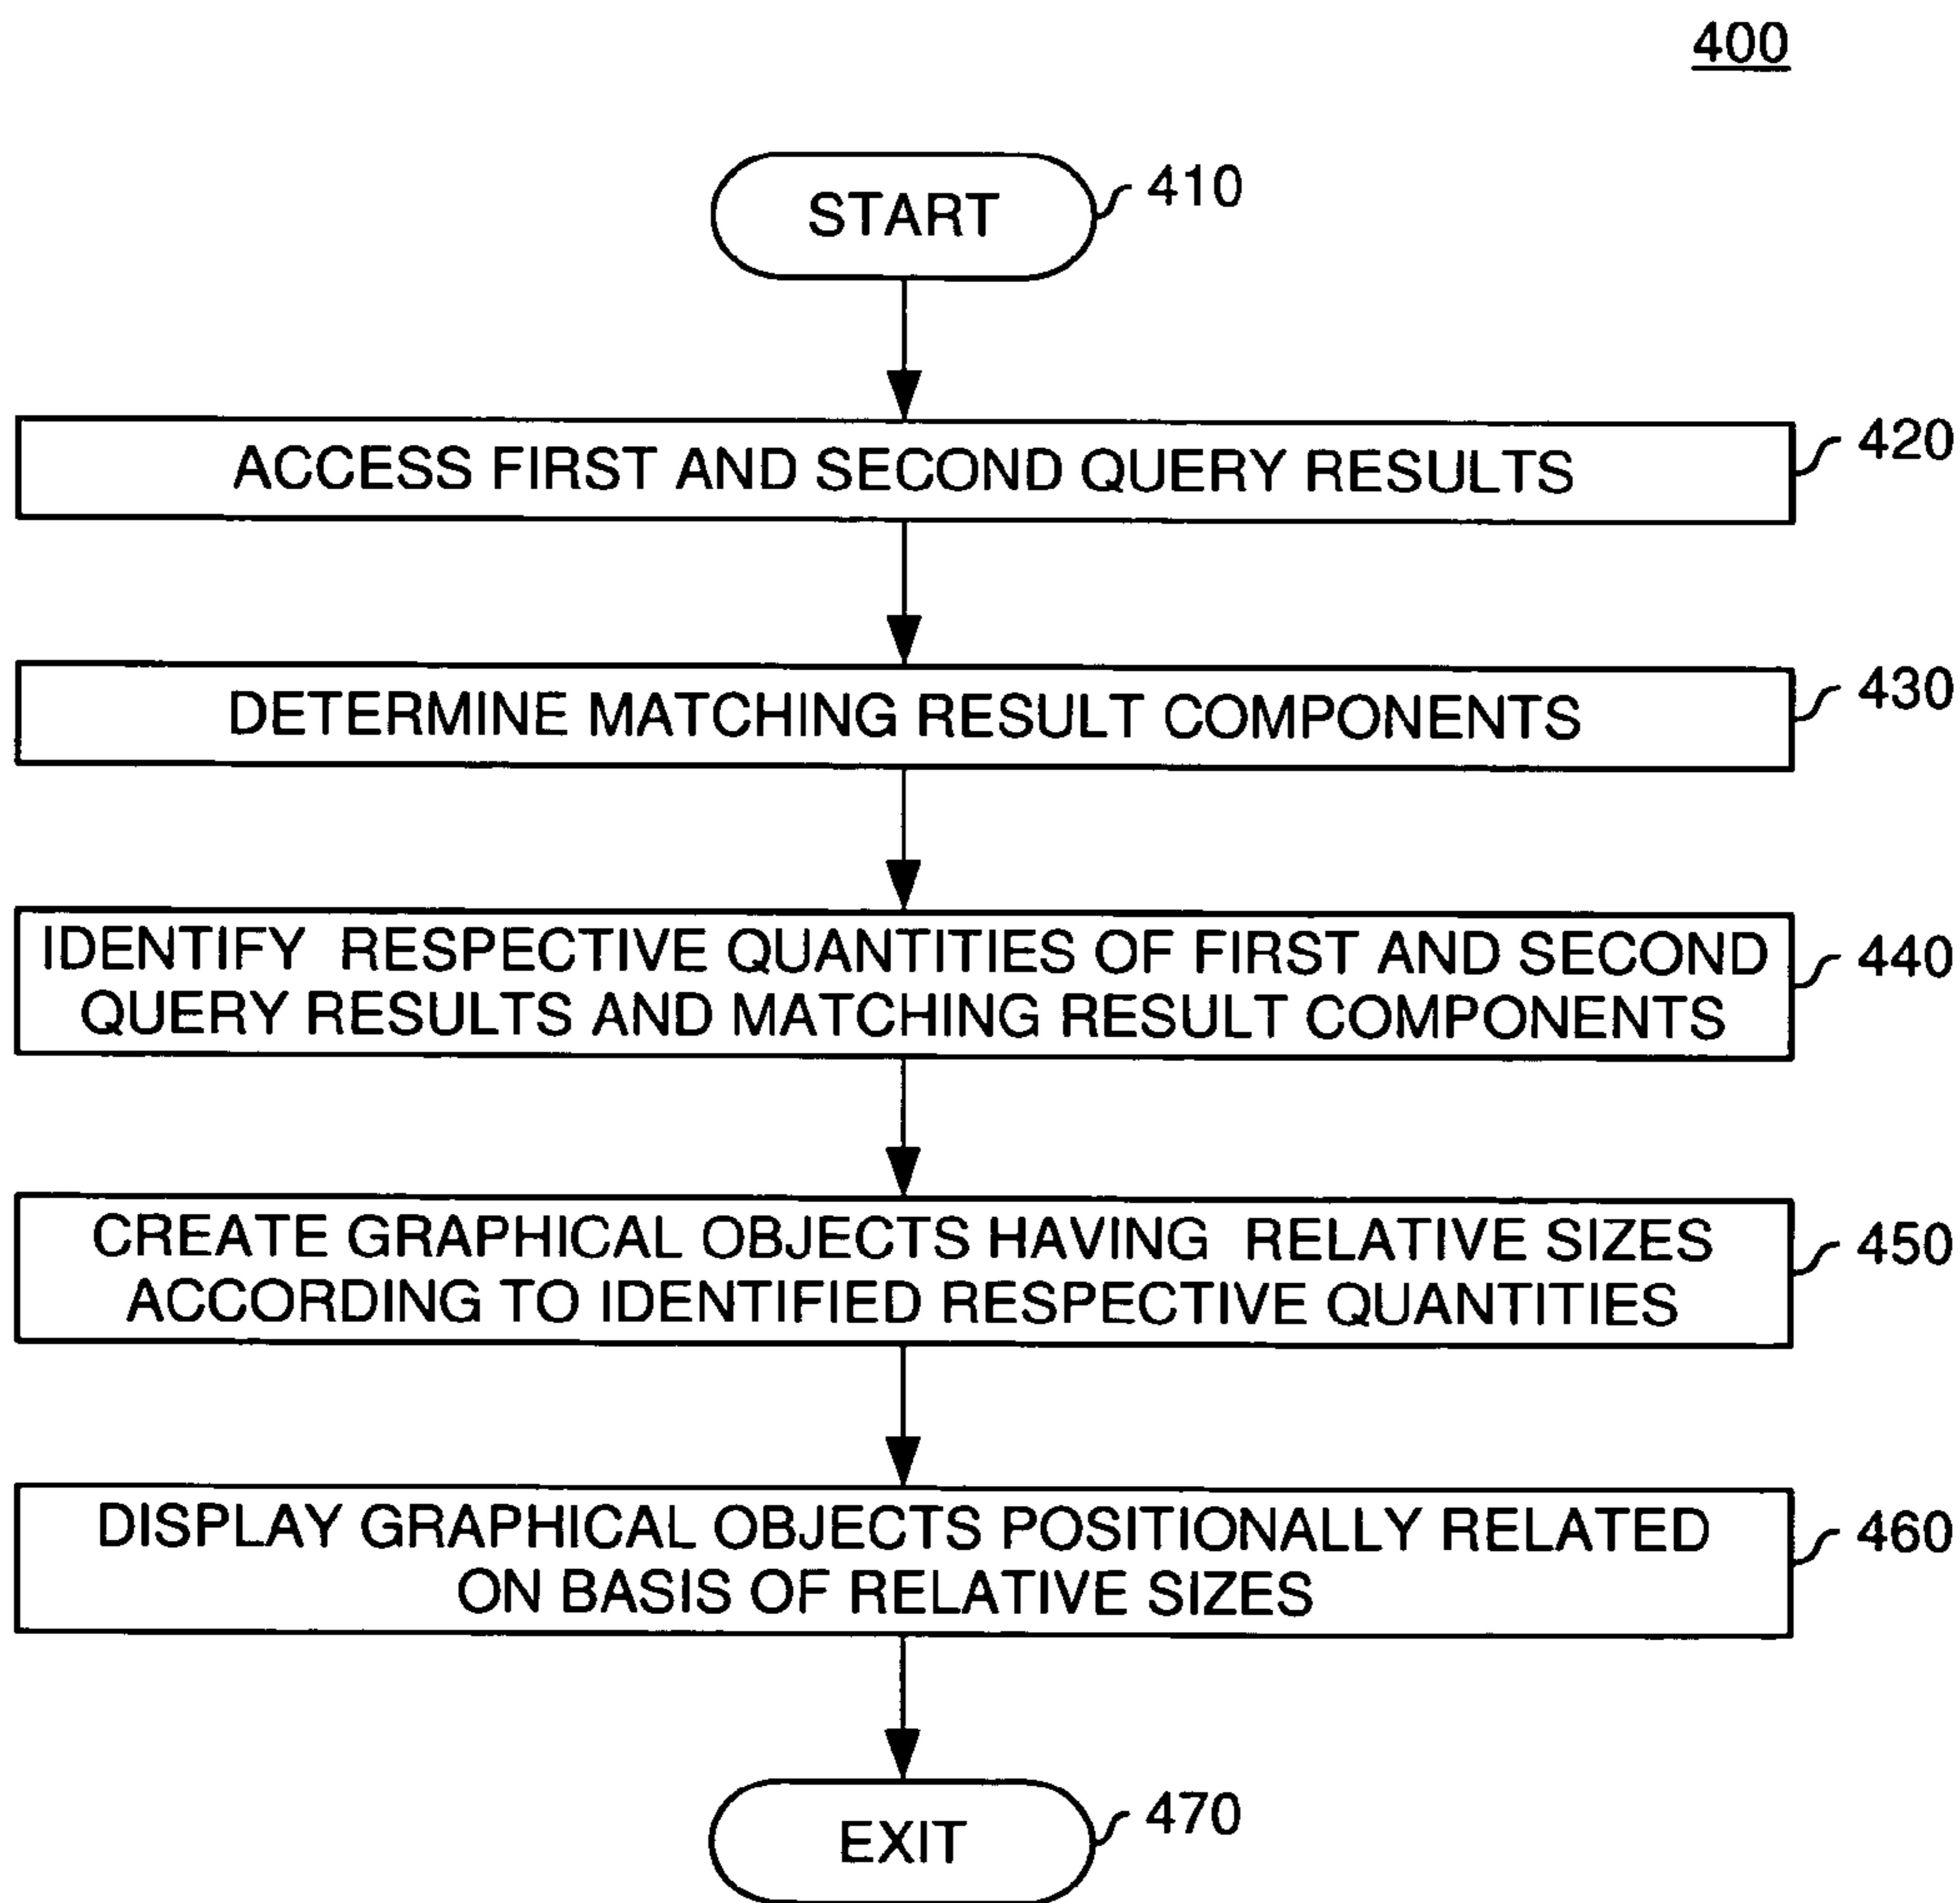 400
START
410
ACCESS FIRST AND SECOND QUERY RESULTS
420
DETERMINE MATCHING RESULT COMPONENTS
430
IDENTIFY RESPECTIVE QUANTITIES OF FIRST AND SECOND
QUERY RESULTS AND MATCHING RESULT COMPONENTS
440
CREATE GRAPHICAL OBJECTS HAVING RELATIVE SIZES
ACCORDING TO IDENTIFIED RESPECTIVE QUANTITIES
450
DISPLAY GRAPHICAL OBJECTS POSITIONALLY RELATED
ON BASIS OF RELATIVE SIZES
460
EXIT
470